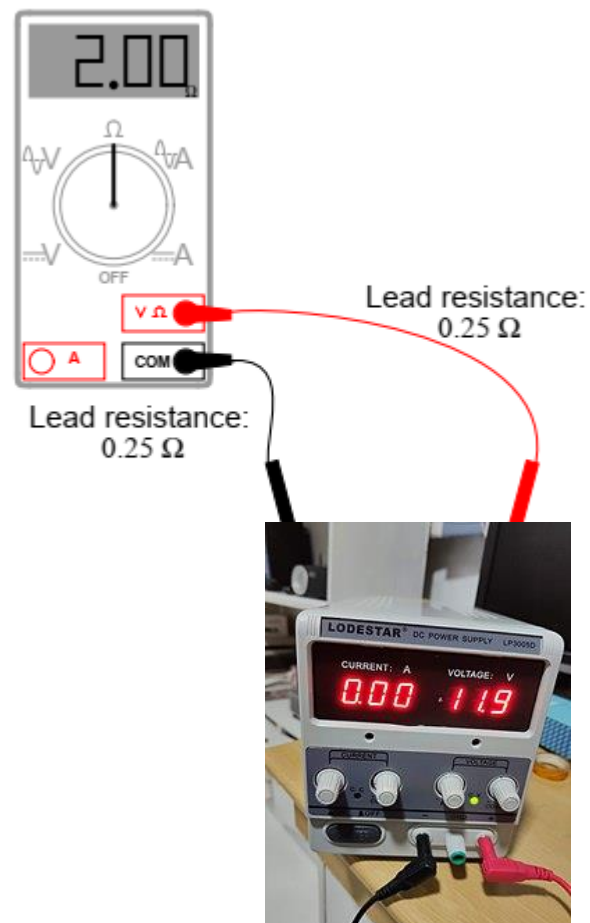 2.00
Ω
Ω
V
A
V
A
OFF
V Ω
A
COM
Lead resistance:
0.25 Ω
Lead resistance:
0.25 Ω
LODESTAR® DC POWER SUPPLY LP3005D
CURRENT: A VOLTAGE: V
0.00 11.9
CURRENT VOLTAGE
- GND +